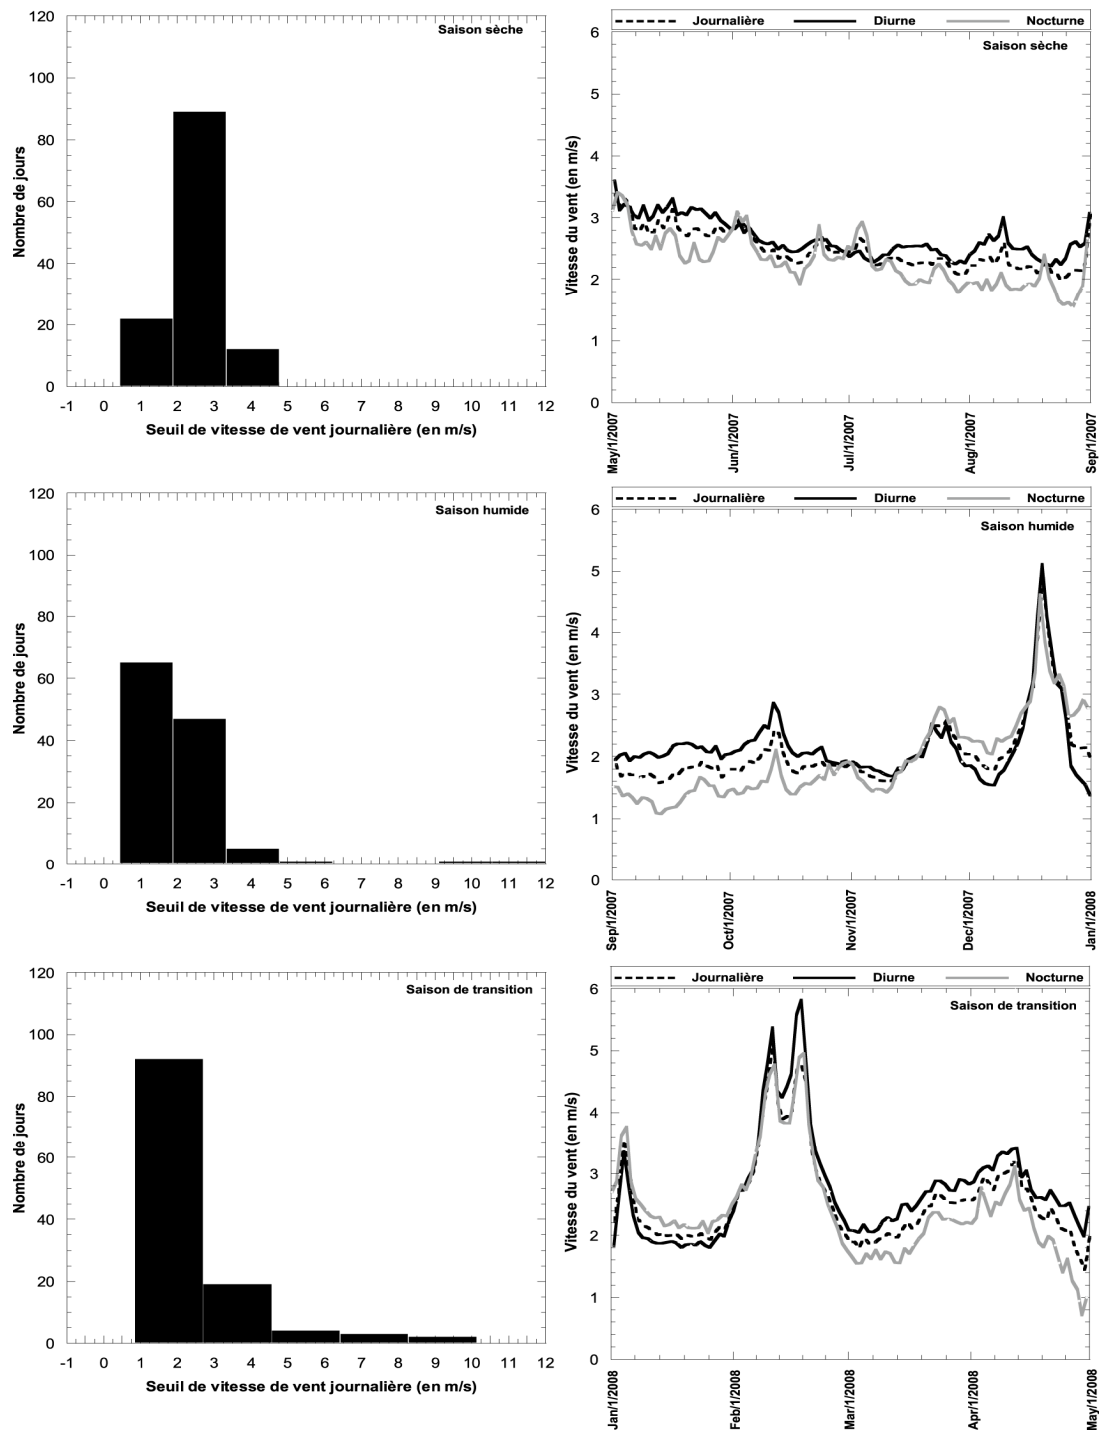 Saison sèche
120
100
80
60
40
20
0
Nombre de jours
-1 0 1 2 3 4 5 6 7 8 9 10 11 12
Seuil de vitesse de vent journalière (en m/s)
Journalière Diurne Nocturne
Saison sèche
6
5
4
3
2
1
0
Vitesse du vent (en m/s)
May/1/2007 Jun/1/2007 Jul/1/2007 Aug/1/2007 Sep/1/2007
Saison humide
120
100
80
60
40
20
0
Nombre de jours
-1 0 1 2 3 4 5 6 7 8 9 10 11 12
Seuil de vitesse de vent journalière (en m/s)
Journalière Diurne Nocturne
Saison humide
6
5
4
3
2
1
0
Vitesse du vent (en m/s)
Sep/1/2007 Oct/1/2007 Nov/1/2007 Dec/1/2007 Jan/1/2008
Saison de transition
120
100
80
60
40
20
0
Nombre de jours
-1 0 1 2 3 4 5 6 7 8 9 10 11 12
Seuil de vitesse de vent journalière (en m/s)
Journalière Diurne Nocturne
Saison de transition
6
5
4
3
2
1
0
Vitesse du vent (en m/s)
Jan/1/2008 Feb/1/2008 Mar/1/2008 Apr/1/2008 May/1/2008